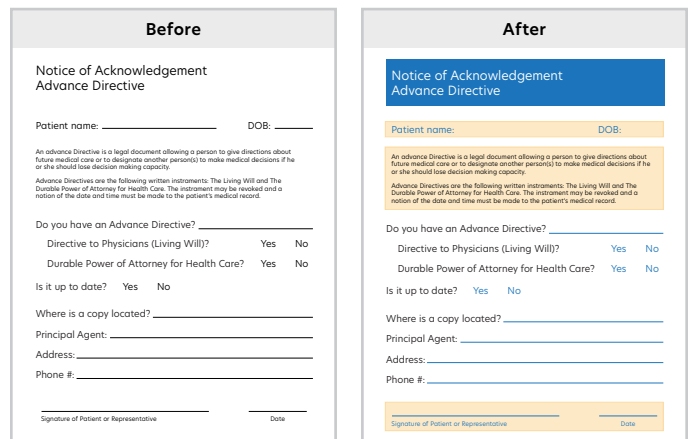 Before
Notice of Acknowledgement
Advance Directive
Patient name:
DOB:
An advance Directive is a legal document allowing a person to give directions about
future medical care or to designate another person(s) to make medical decisions if he
or she should lose decision making capacity.
Advance Directives are the following written instruments: The Living Will and The
Durable Power of Attorney for Health Care. The instrument may be revoked and a
notion of the date and time must be made to the patient's medical record.
Do you have an Advance Directive?
Directive to Physicians (Living Will)? Yes No
Durable Power of Attorney for Health Care? Yes No
Is it up to date? Yes No
Where is a copy located?
Principal Agent:
Address:
Phone #:
Signature of Patient or Representative
Date
After
Notice of Acknowledgement
Advance Directive
Patient name:
DOB:
An advance Directive is a legal document allowing a person to give directions about
future medical care or to designate another person(s) to make medical decisions if he
or she should lose decision making capacity.
Advance Directives are the following written instruments: The Living Will and The
Durable Power of Attorney for Health Care. The instrument may be revoked and a
notion of the date and time must be made to the patient's medical record.
Do you have an Advance Directive?
Directive to Physicians (Living Will)? Yes No
Durable Power of Attorney for Health Care? Yes No
Is it up to date? Yes No
Where is a copy located?
Principal Agent:
Address:
Phone #:
Signature of Patient or Representative
Date